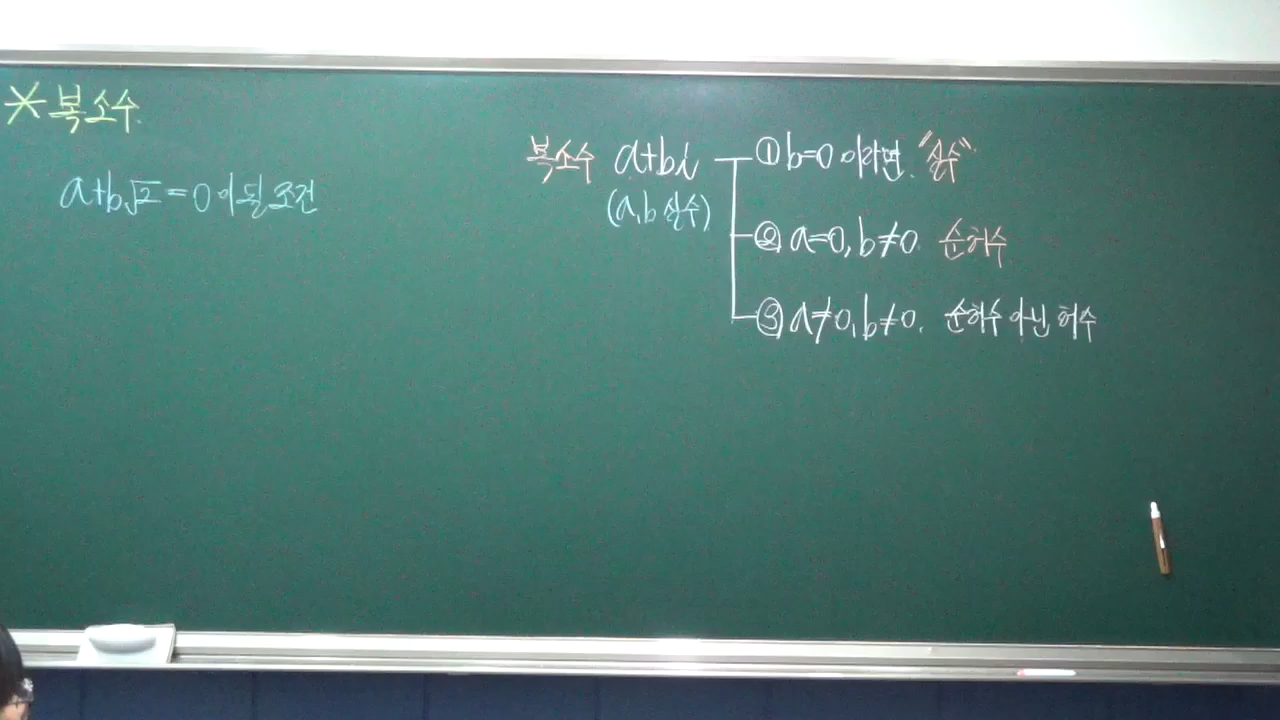 *복소수.
a+b√2=0 이 될 조건
복소수 a+bi
(a, b 실수)
① b=0 이라면. "실수"
② a=0, b≠0. 순허수
③ a≠0, b≠0. 순허수 아닌 허수